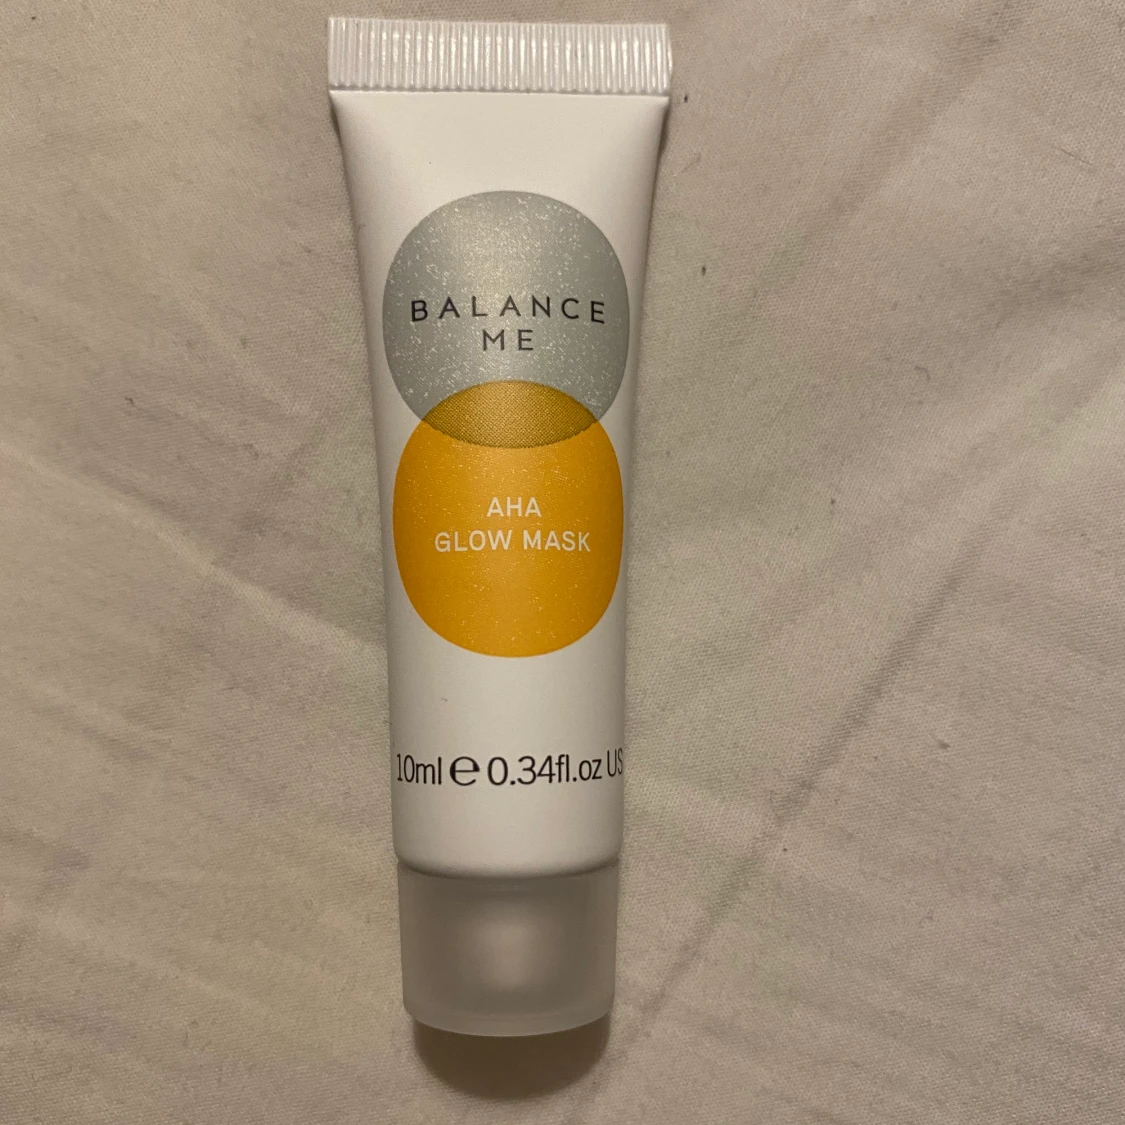 BALANCE
ME
AHA
GLOW MASK
10ml ℮ 0.34fl.oz US